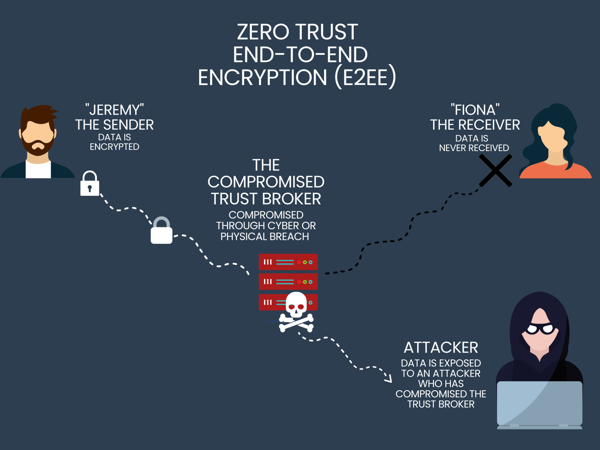 ZERO TRUST
END-TO-END
ENCRYPTION (E2EE)
"JEREMY"
THE SENDER
DATA IS
ENCRYPTED
"FIONA"
THE RECEIVER
DATA IS
NEVER RECEIVED
THE
COMPROMISED
TRUST BROKER
COMPROMISED
THROUGH CYBER OR
PHYSICAL BREACH
ATTACKER
DATA IS EXPOSED
TO AN ATTACKER
WHO HAS
COMPROMISED THE
TRUST BROKER